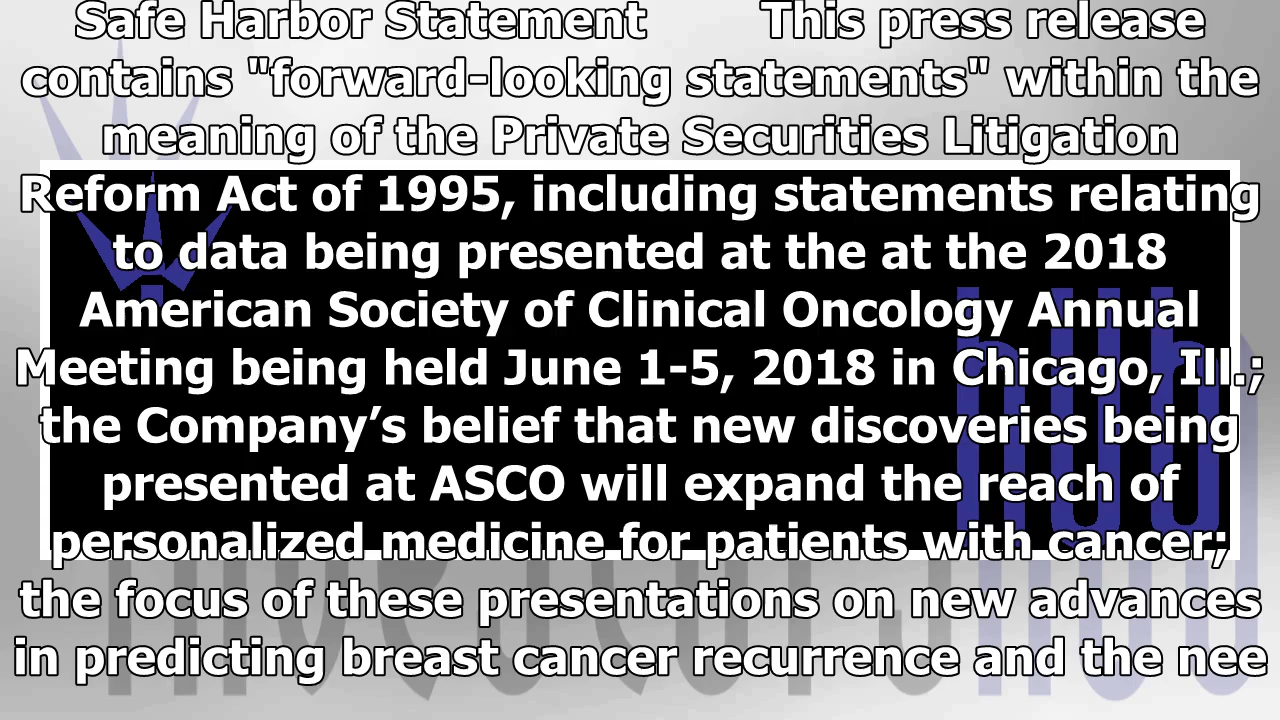 Safe Harbor Statement This press release
contains "forward-looking statements" within the
meaning of the Private Securities Litigation
Reform Act of 1995, including statements relating
to data being presented at the at the 2018
American Society of Clinical Oncology Annual
Meeting being held June 1-5, 2018 in Chicago, Ill.;
the Company’s belief that new discoveries being
presented at ASCO will expand the reach of
personalized medicine for patients with cancer;
the focus of these presentations on new advances
in predicting breast cancer recurrence and the nee
hub